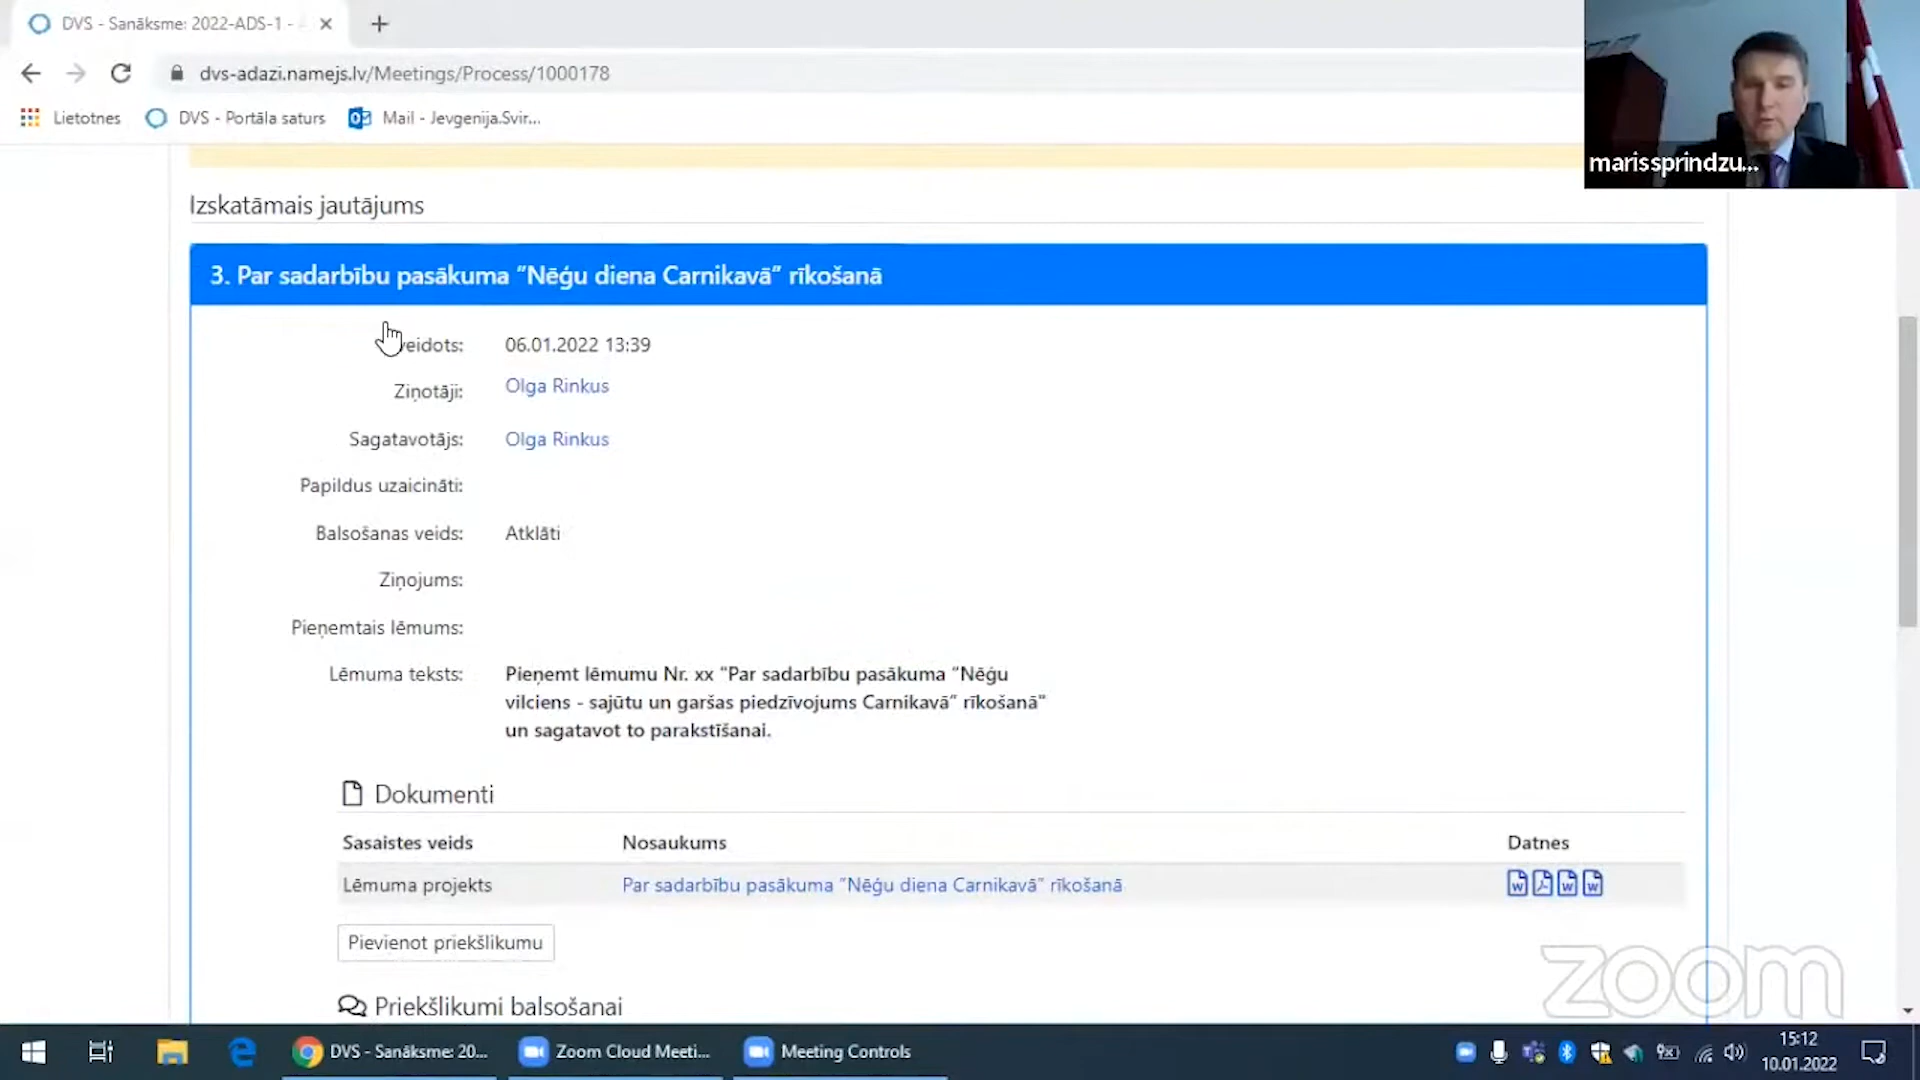 DVS - Sanāksme: 2022-ADS-1 -
dvs-adazi.namejs.lv/Meetings/Process/1000178
Lietotnes
DVS - Portāla saturs
Mail - Jevgenija.Svir...
marissprindzu...
Izskatāmais jautājums
3. Par sadarbību pasākuma “Nēģu diena Carnikavā” rīkošanā
veidots: 06.01.2022 13:39
Ziņotāji: Olga Rinkus
Sagatavotājs: Olga Rinkus
Papildus uzaicināti:
Balsošanas veids: Atklāti
Ziņojums:
Pieņemtais lēmums:
Lēmuma teksts: Pieņemt lēmumu Nr. xx "Par sadarbību pasākuma “Nēģu
vilciens - sajūtu un garšas piedzīvojums Carnikavā” rīkošanā"
un sagatavot to parakstīšanai.
Dokumenti
Sasaistes veids Nosaukums Datnes
Lēmuma projekts Par sadarbību pasākuma “Nēģu diena Carnikavā” rīkošanā
Pievienot priekšlikumu
Priekšlikumi balsošanai
zoom
DVS - Sanāksme: 20...
Zoom Cloud Meeti...
Meeting Controls
15:12
10.01.2022